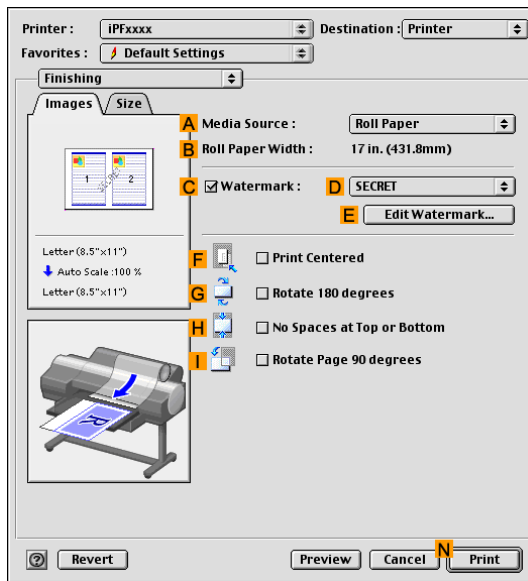 Printer : iPFxxxx Destination : Printer
Favorites : Default Settings
Finishing
Images Size
A Media Source : Roll Paper
B Roll Paper Width : 17 in. (431.8mm)
1 2 SECRET
C Watermark : D SECRET
E Edit Watermark...
Letter (8.5"x11")
Auto Scale :100 %
Letter (8.5"x11")
F Print Centered
G Rotate 180 degrees
H No Spaces at Top or Bottom
I Rotate Page 90 degrees
R
N
? Revert Preview Cancel Print